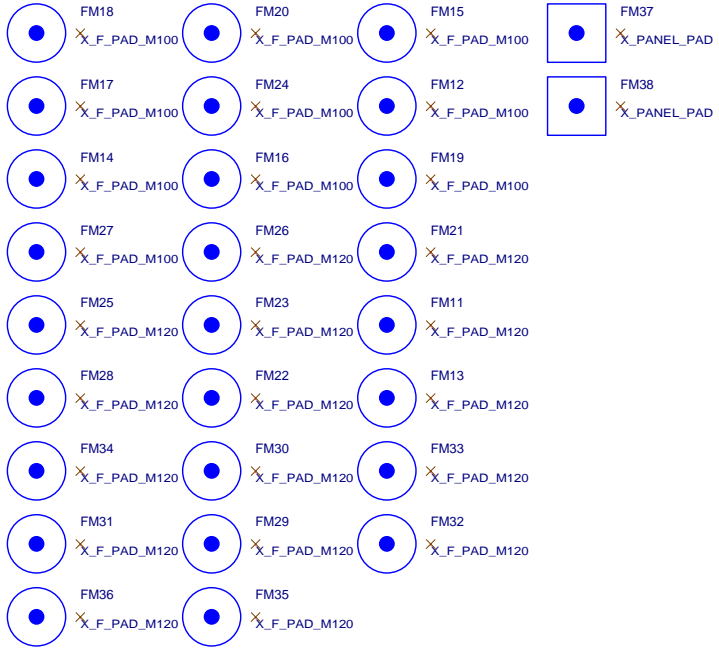 FM18
X_F_PAD_M100
FM20
X_F_PAD_M100
FM15
X_F_PAD_M100
FM37
X_PANEL_PAD
FM17
X_F_PAD_M100
FM24
X_F_PAD_M100
FM12
X_F_PAD_M100
FM38
X_PANEL_PAD
FM14
X_F_PAD_M100
FM16
X_F_PAD_M100
FM19
X_F_PAD_M100
FM27
X_F_PAD_M100
FM26
X_F_PAD_M120
FM21
X_F_PAD_M120
FM25
X_F_PAD_M120
FM23
X_F_PAD_M120
FM11
X_F_PAD_M120
FM28
X_F_PAD_M120
FM22
X_F_PAD_M120
FM13
X_F_PAD_M120
FM34
X_F_PAD_M120
FM30
X_F_PAD_M120
FM33
X_F_PAD_M120
FM31
X_F_PAD_M120
FM29
X_F_PAD_M120
FM32
X_F_PAD_M120
FM36
X_F_PAD_M120
FM35
X_F_PAD_M120